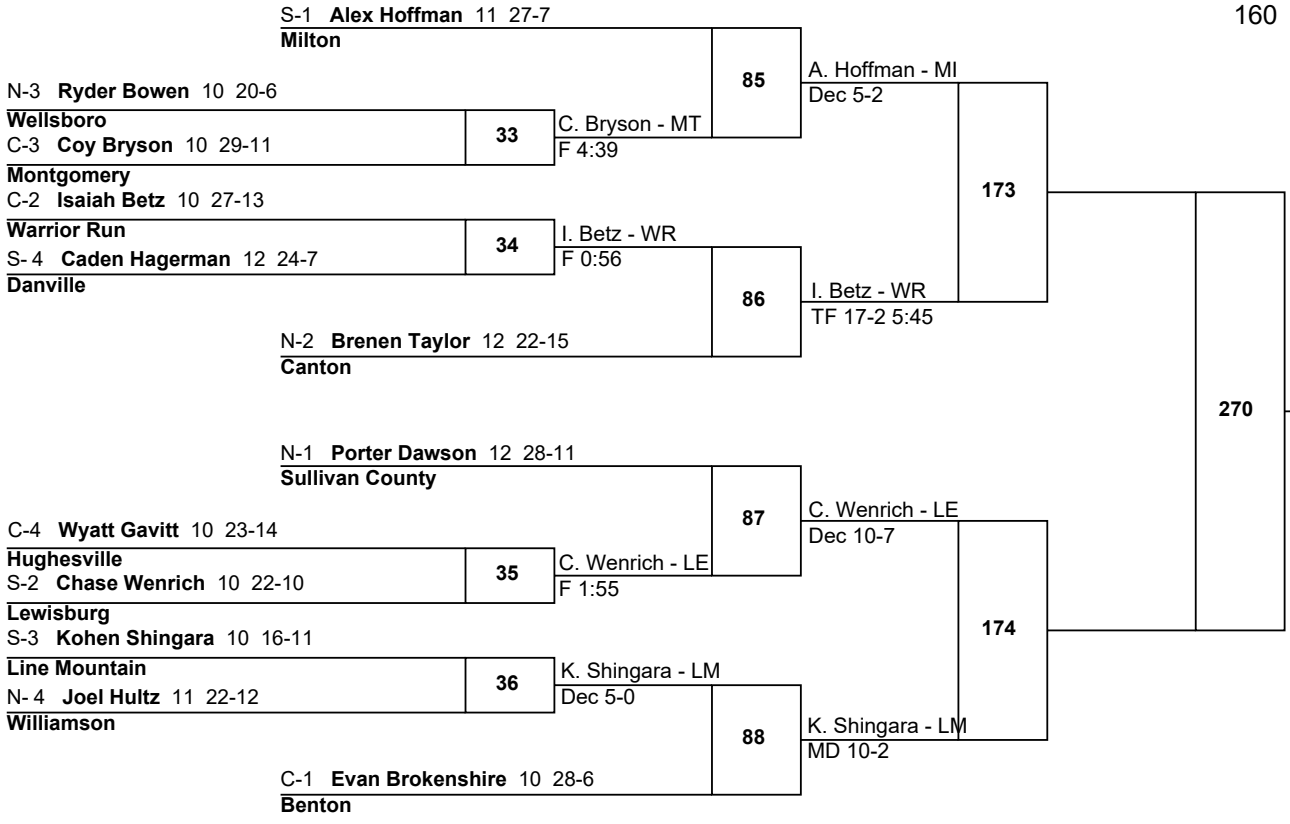 S-1 Alex Hoffman 11 27-7
160
Milton
85
A. Hoffman - MI
Dec 5-2
N-3 Ryder Bowen 10 20-6
Wellsboro
33
C. Bryson - MT
F 4:39
C-3 Coy Bryson 10 29-11
Montgomery
173
C-2 Isaiah Betz 10 27-13
Warrior Run
34
I. Betz - WR
F 0:56
S- 4 Caden Hagerman 12 24-7
Danville
86
I. Betz - WR
TF 17-2 5:45
N-2 Brenen Taylor 12 22-15
Canton
270
N-1 Porter Dawson 12 28-11
Sullivan County
87
C. Wenrich - LE
Dec 10-7
C-4 Wyatt Gavitt 10 23-14
Hughesville
35
C. Wenrich - LE
F 1:55
S-2 Chase Wenrich 10 22-10
Lewisburg
174
S-3 Kohen Shingara 10 16-11
Line Mountain
36
K. Shingara - LM
Dec 5-0
N- 4 Joel Hultz 11 22-12
Williamson
88
K. Shingara - LM
MD 10-2
C-1 Evan Brokenshire 10 28-6
Benton